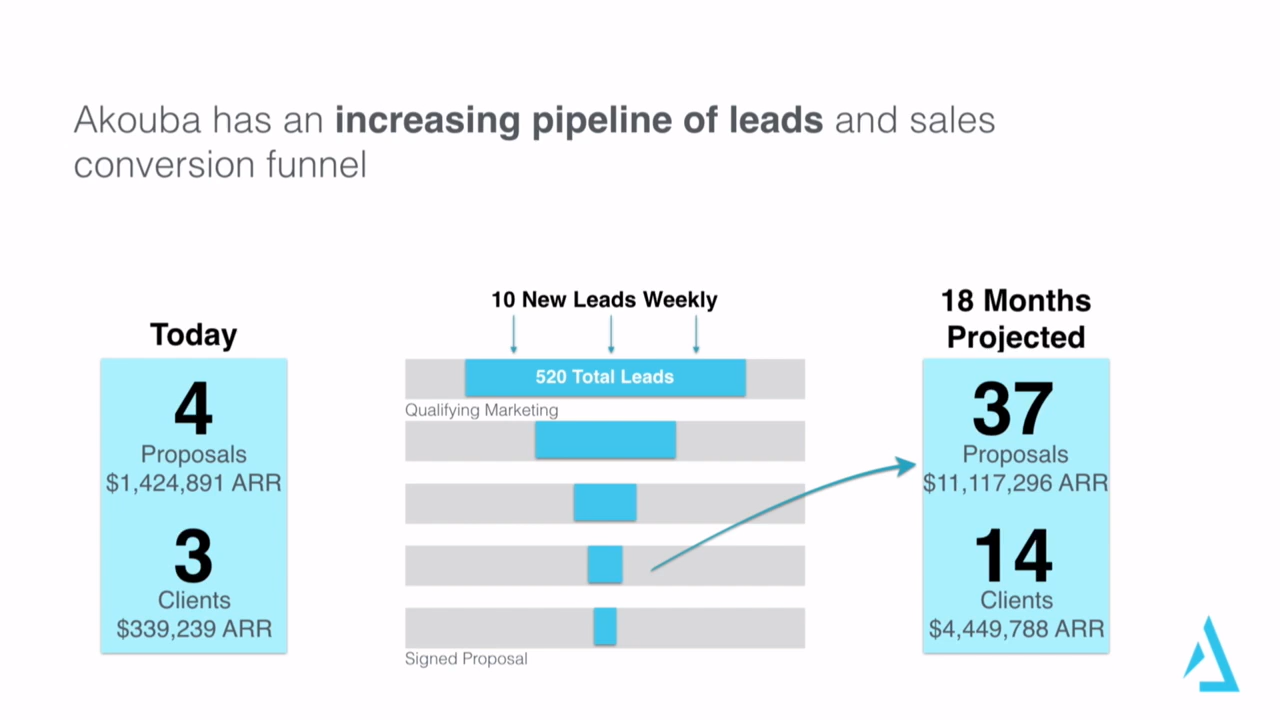 Akouba has an increasing pipeline of leads and sales
conversion funnel
Today
4
Proposals
$1,424,891 ARR
3
Clients
$339,239 ARR
10 New Leads Weekly
520 Total Leads
Qualifying Marketing
Signed Proposal
18 Months
Projected
37
Proposals
$11,117,296 ARR
14
Clients
$4,449,788 ARR